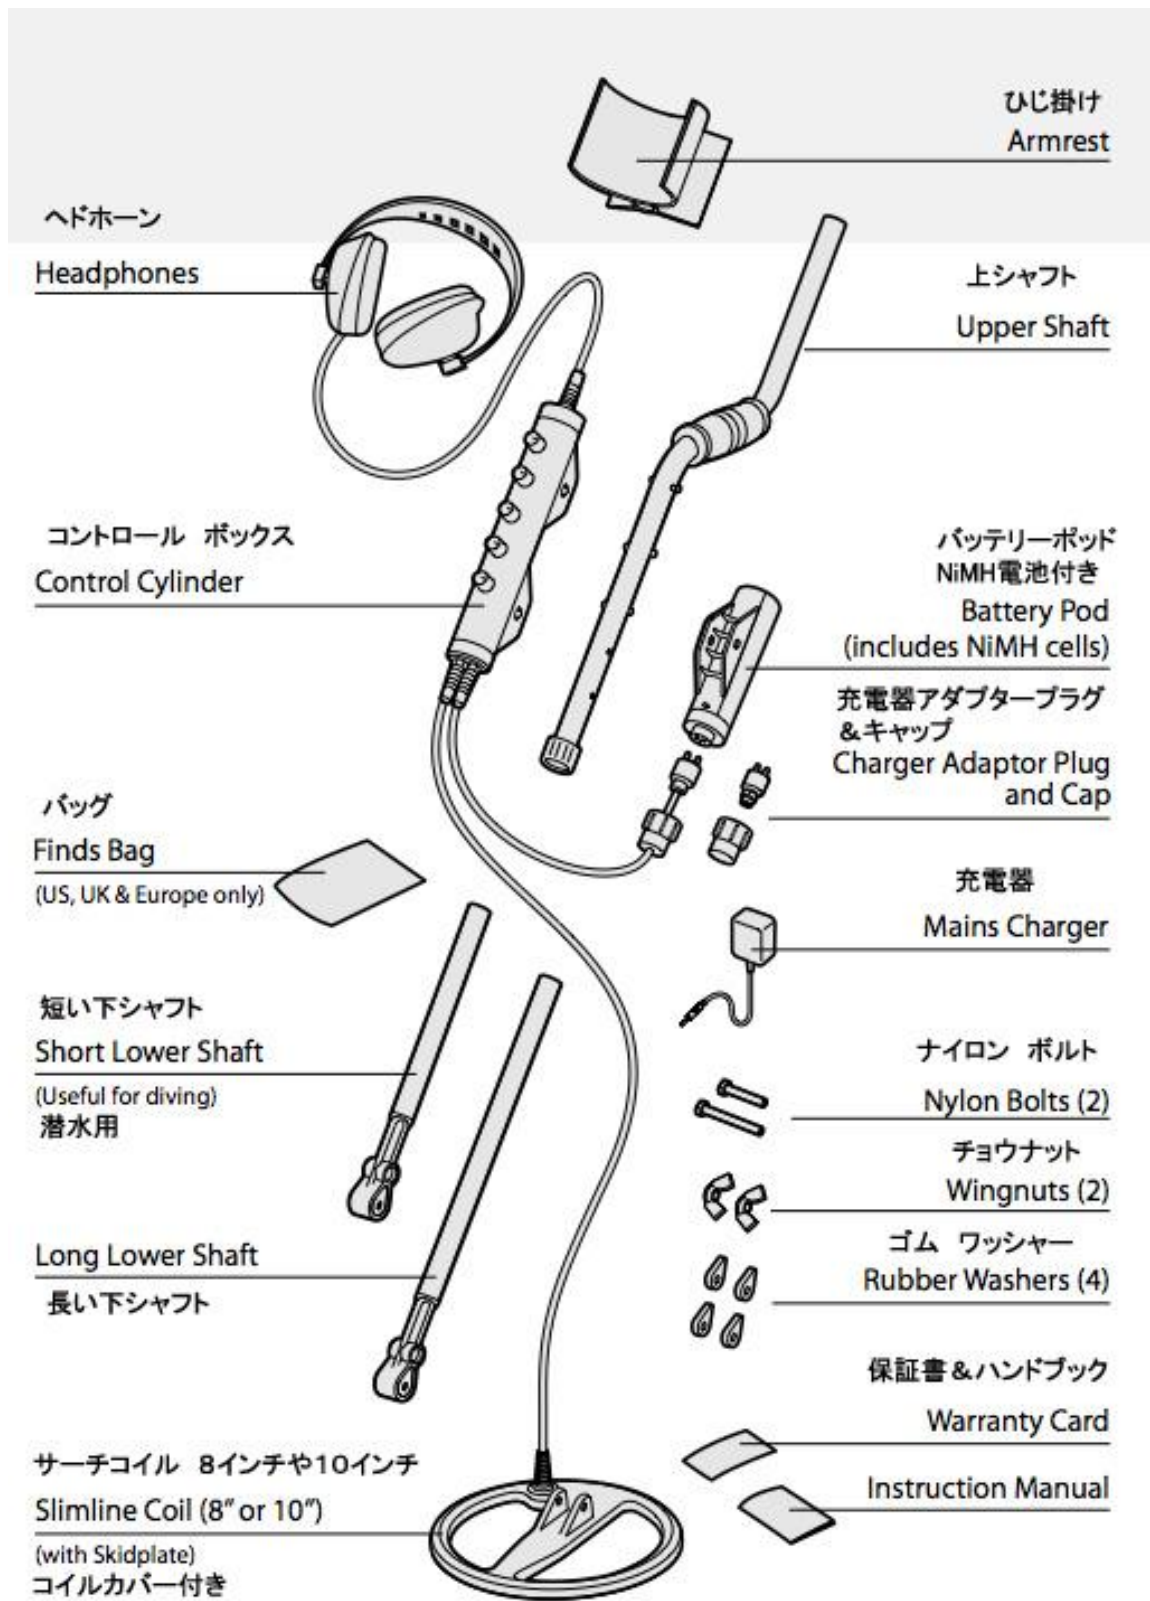 ひじ掛け
Armrest
ヘドホーン
Headphones
上シャフト
Upper Shaft
コントロール ボックス
Control Cylinder
バッテリーポッド
NiMH電池付き
Battery Pod
(includes NiMH cells)
充電器アダプタープラグ
&キャップ
Charger Adaptor Plug
and Cap
バッグ
Finds Bag
(US, UK & Europe only)
充電器
Mains Charger
短い下シャフト
Short Lower Shaft
(Useful for diving)
潜水用
ナイロン ボルト
Nylon Bolts (2)
チョウナット
Wingnuts (2)
ゴム ワッシャー
Rubber Washers (4)
Long Lower Shaft
長い下シャフト
保証書&ハンドブック
Warranty Card
Instruction Manual
サーチコイル 8インチや10インチ
Slimline Coil (8" or 10")
(with Skidplate)
コイルカバー付き